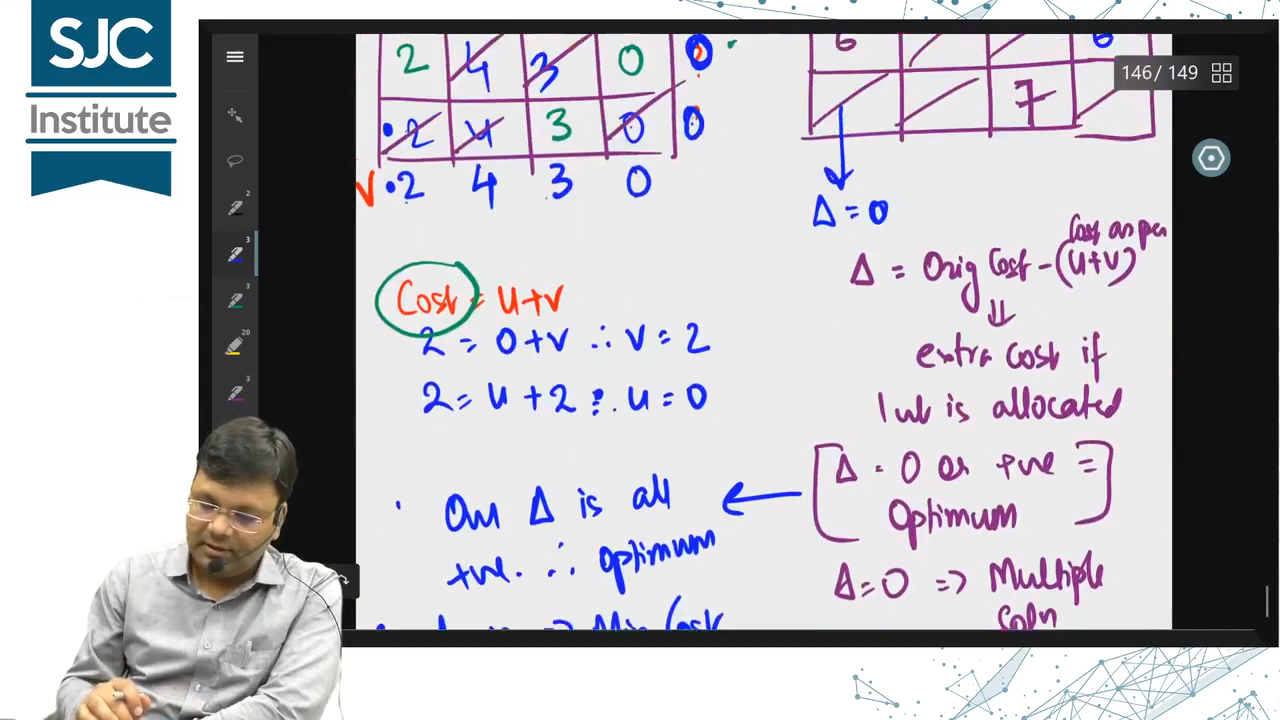 SJC
Institute
146/ 149
2 4 3 0 0
2 4 3 0 0
V 2 4 3 0
6 6
7
Δ = 0
Cost = U+V
2 = 0+V ∴ V = 2
2 = U + 2 ∴ U = 0
Cost as per
Δ = Orig Cost - (U+V)
extra cost if
1 unit is allocated
Δ = 0 or +ve =
Optimum
Δ is all
+ve. ∴ optimum
Δ = 0 => Multiple
Soln
=> Min Cost